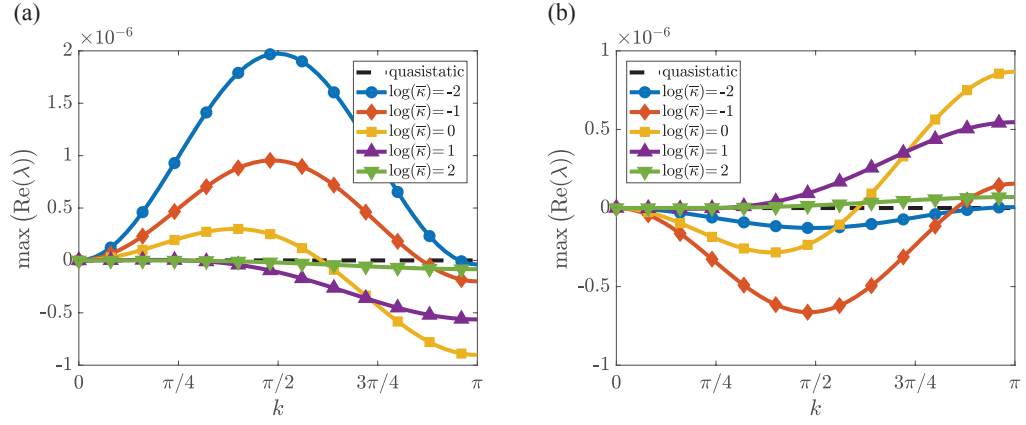 (a)
×10⁻⁶
2
1.5
1
0.5
0
-0.5
-1
max (Re(λ))
0
π/4
π/2
3π/4
π
k
quasistatic
log(κ̅)=-2
log(κ̅)=-1
log(κ̅)=0
log(κ̅)=1
log(κ̅)=2
(b)
×10⁻⁶
1
0.5
0
-0.5
-1
max (Re(λ))
0
π/4
π/2
3π/4
π
k
quasistatic
log(κ̅)=-2
log(κ̅)=-1
log(κ̅)=0
log(κ̅)=1
log(κ̅)=2